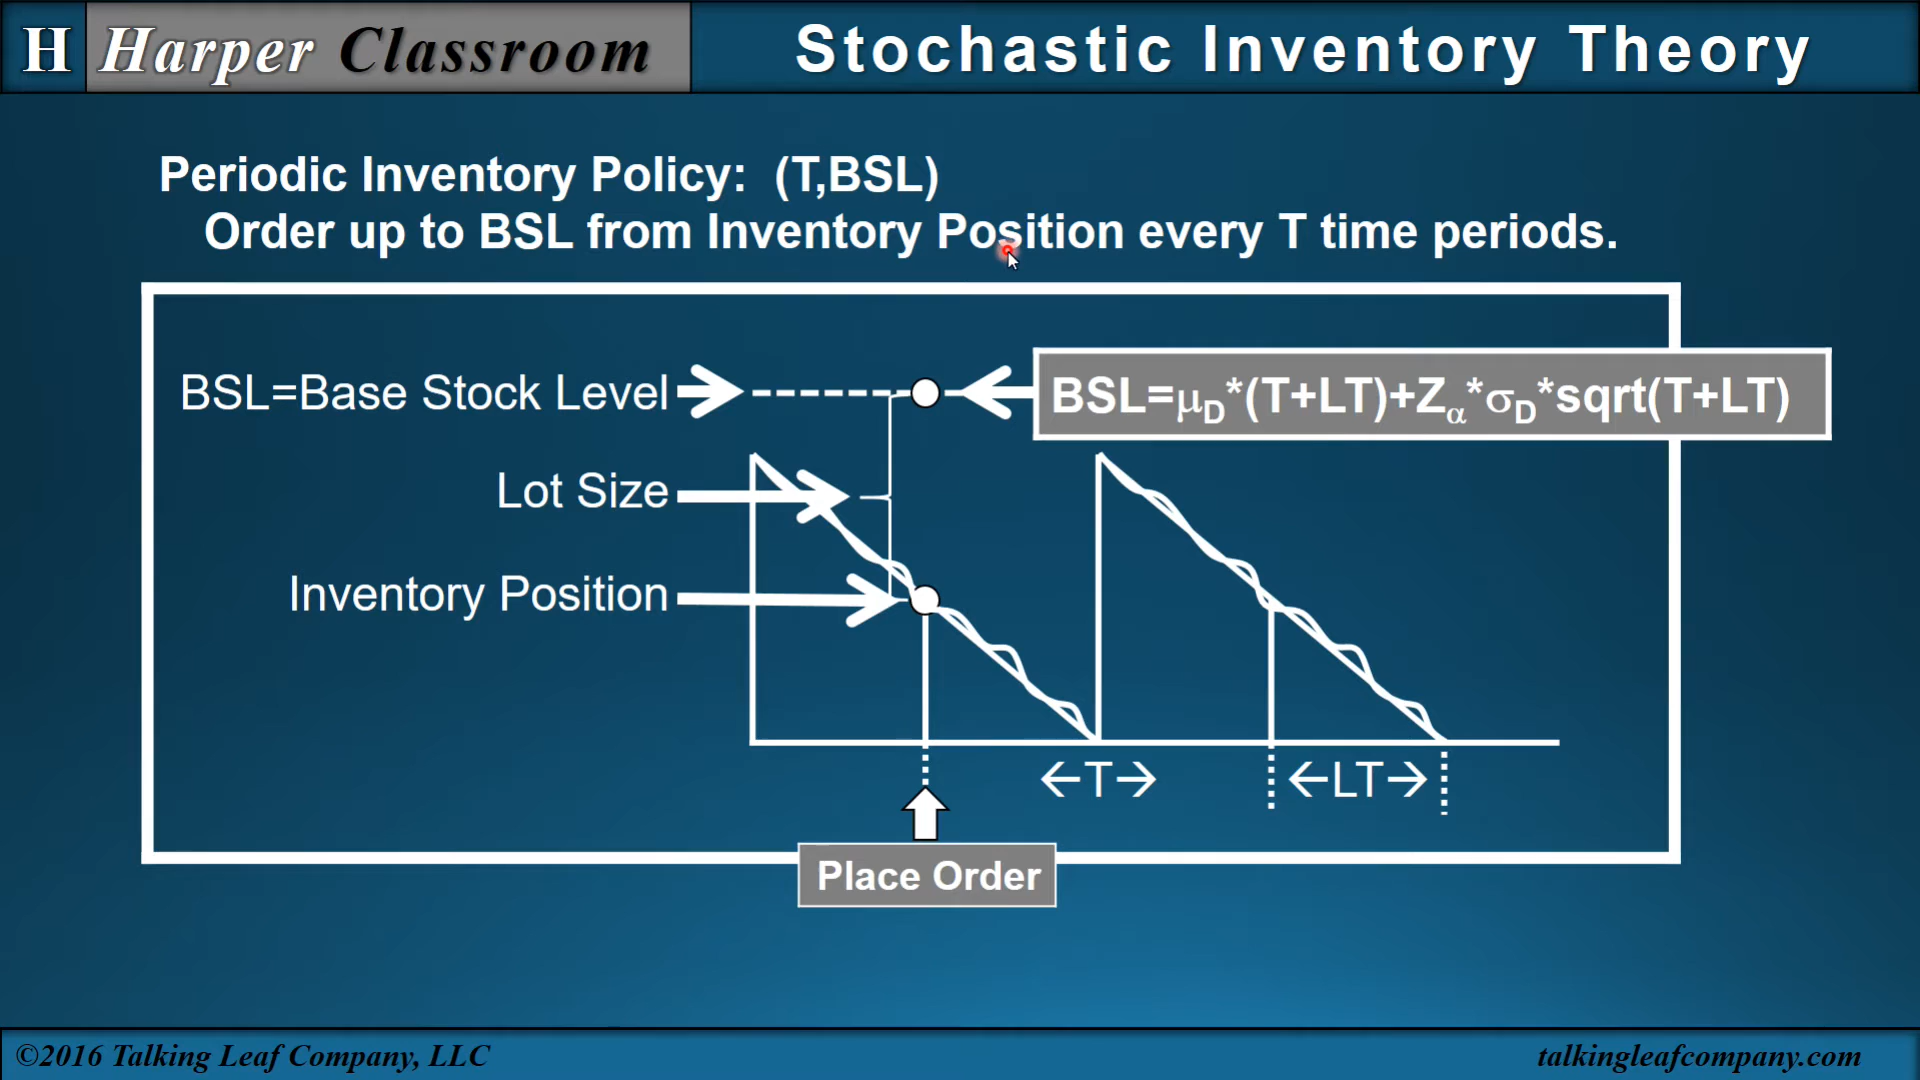 H Harper Classroom
Stochastic Inventory Theory
Periodic Inventory Policy: (T,BSL)
Order up to BSL from Inventory Position every T time periods.
BSL=Base Stock Level
BSL=μD*(T+LT)+Zα*σD*sqrt(T+LT)
Lot Size
Inventory Position
←T→
←LT→
Place Order
©2016 Talking Leaf Company, LLC
talkingleafcompany.com